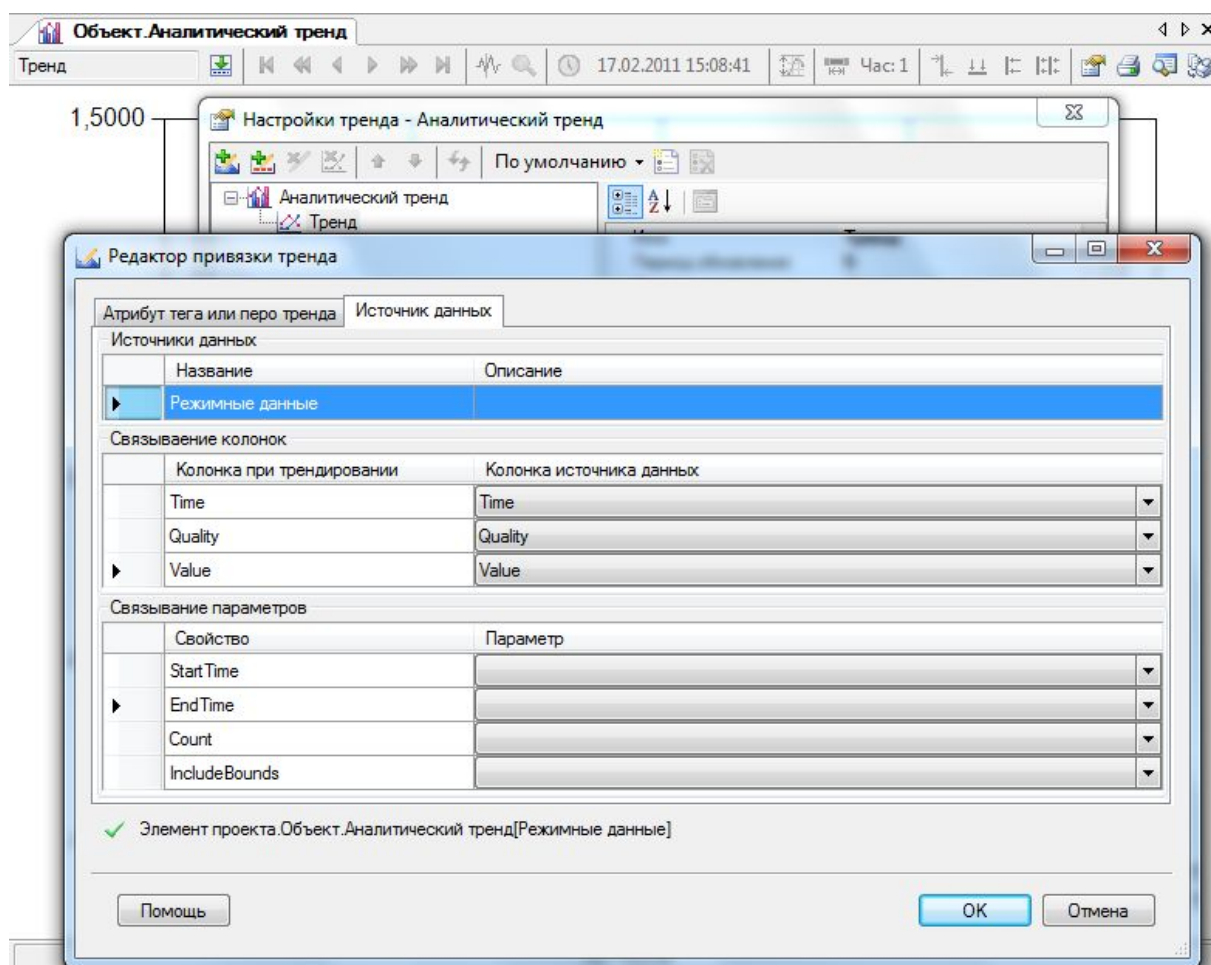 Объект.Аналитический тренд
Тренд 17.02.2011 15:08:41 Час: 1
1,5000
Настройки тренда - Аналитический тренд
По умолчанию
Аналитический тренд
Тренд
Редактор привязки тренда
Атрибут тега или перо тренда Источник данных
Источники данных
Название Описание
Режимные данные
Связываение колонок
Колонка при трендировании Колонка источника данных
Time Time
Quality Quality
Value Value
Связывание параметров
Свойство Параметр
StartTime
EndTime
Count
IncludeBounds
Элемент проекта.Объект.Аналитический тренд[Режимные данные]
Помощь OK Отмена